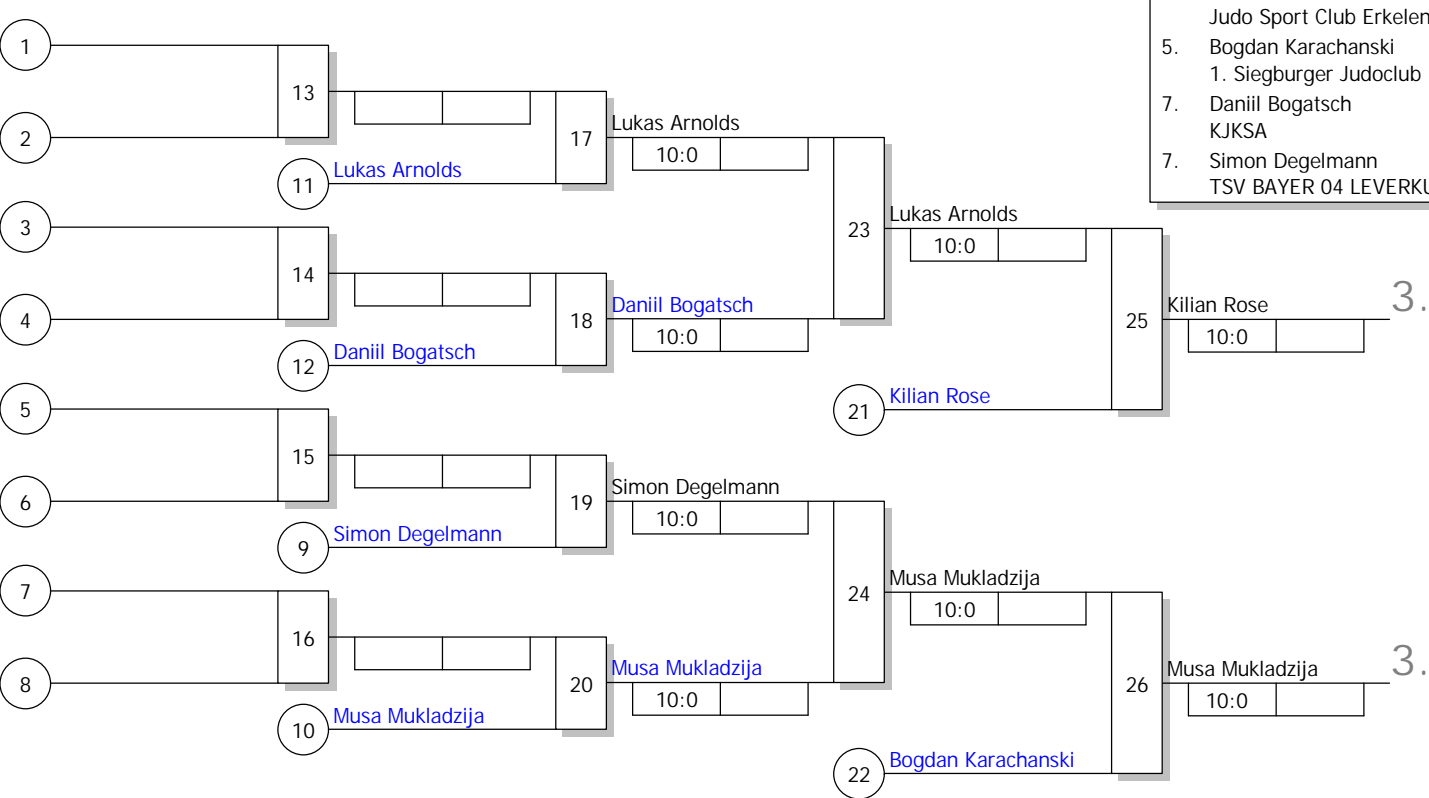 Judo Sport Club Erkelen
5. Bogdan Karachanski
1. Siegburger Judoclub
7. Daniil Bogatsch
KJKSA
7. Simon Degelmann
TSV BAYER 04 LEVERKU
1
13
2
17
Lukas Arnolds
10:0
11
Lukas Arnolds
3
14
4
18
Daniil Bogatsch
10:0
12
Daniil Bogatsch
23
Lukas Arnolds
10:0
25
Kilian Rose
3.
10:0
21
Kilian Rose
5
15
6
19
Simon Degelmann
10:0
9
Simon Degelmann
7
16
8
20
Musa Mukladzija
10:0
10
Musa Mukladzija
24
Musa Mukladzija
10:0
26
Musa Mukladzija
3.
10:0
22
Bogdan Karachanski